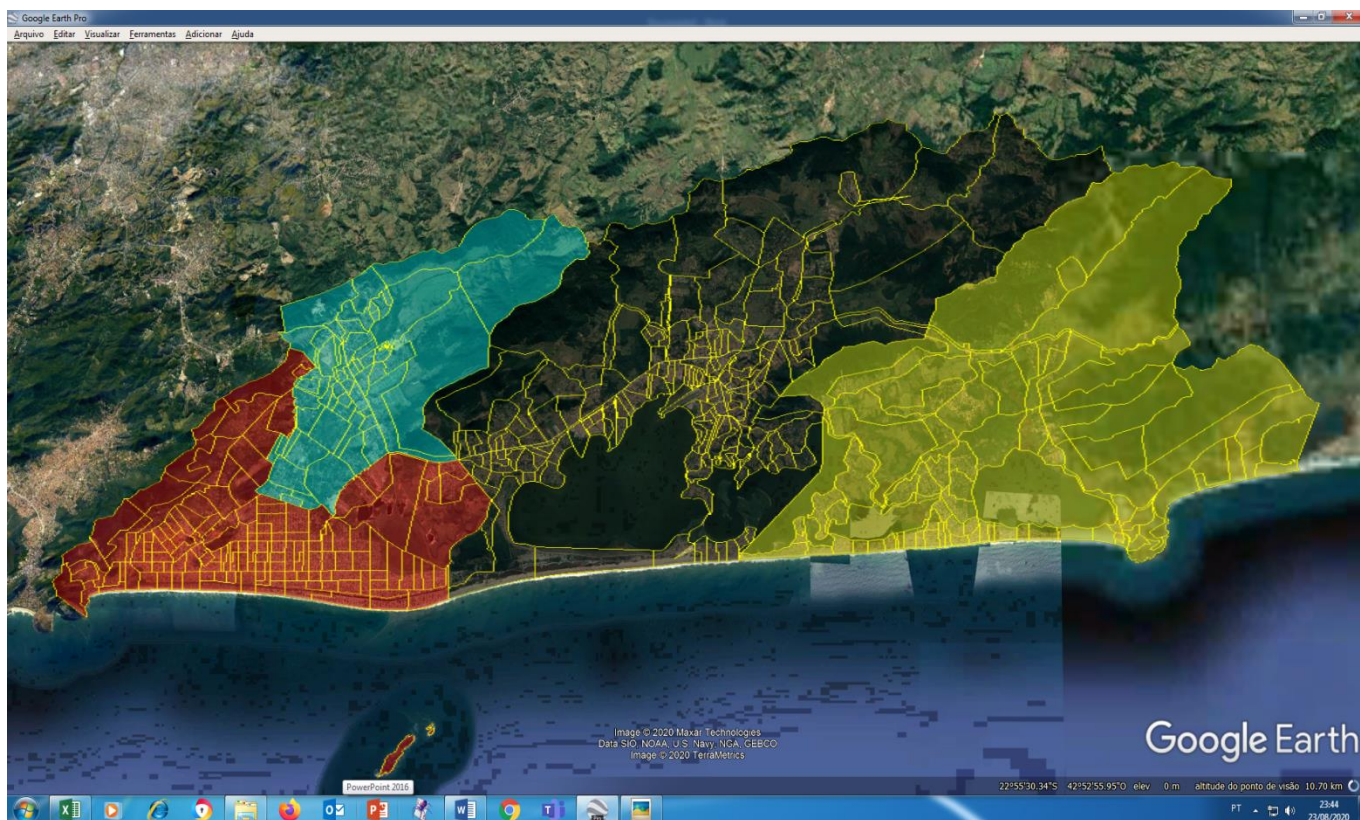 Google Earth Pro
Arquivo Editar Visualizar Ferramentas Adicionar Ajuda
Image © 2020 Maxar Technologies
Data SIO, NOAA, U.S. Navy, NGA, GEBCO
Image © 2020 TerraMetrics
Google Earth
PowerPoint 2016
22°55'30.34"S 42°52'55.95"O elev 0 m altitude do ponto de visão 10.70 km
PT
23:44
23/08/2020